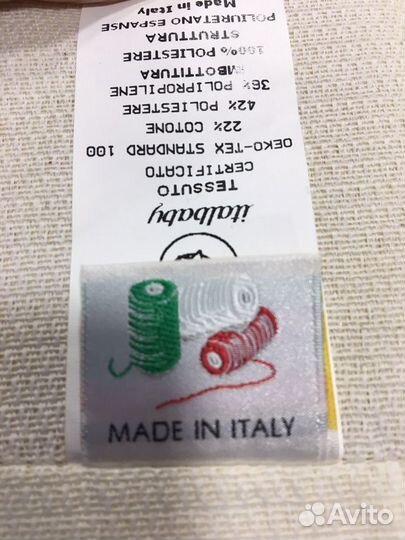 italbaby
TESSUTO
CERTIFICATO
OEKO-TEX STANDARD 100
22% COTONE
42% POLIESTERE
36% POLIPROPILENE
IMBOTTITURA
100% POLIESTERE
STRUTTURA
POLIURETANO ESPANSE
Made in Italy
MADE IN ITALY
Avito